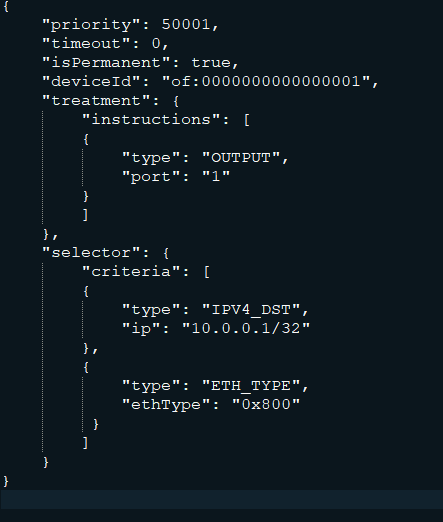 {
    "priority": 50001,
    "timeout": 0,
    "isPermanent": true,
    "deviceId": "of:0000000000000001",
    "treatment": {
        "instructions": [
        {
            "type": "OUTPUT",
            "port": "1"
        }
        ]
    },
    "selector": {
        "criteria": [
        {
            "type": "IPV4_DST",
            "ip": "10.0.0.1/32"
        },
        {
            "type": "ETH_TYPE",
            "ethType": "0x800"
         }
        ]
    }
}